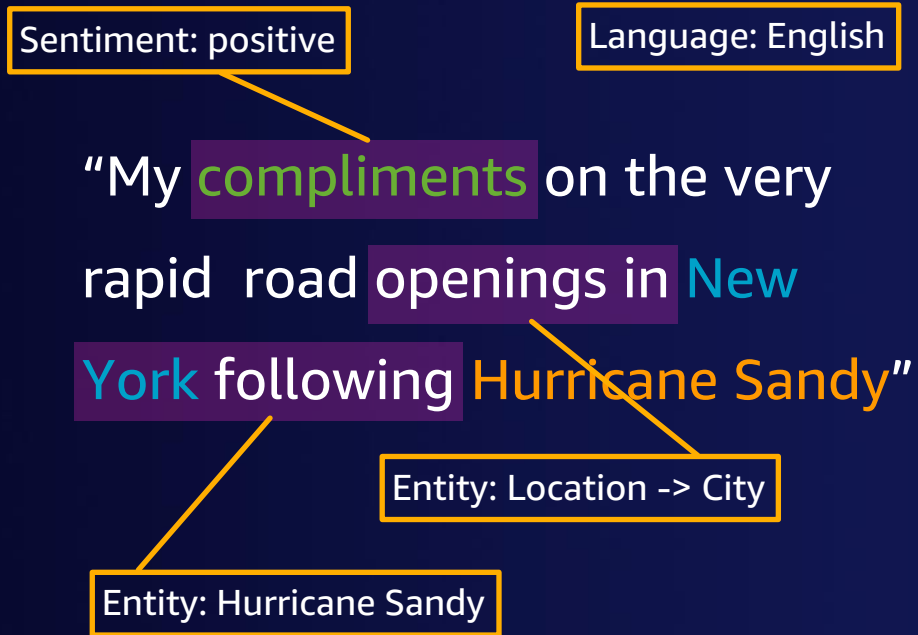 Sentiment: positive
Language: English
“My compliments on the very
rapid road openings in New
York following Hurricane Sandy”
Entity: Location -> City
Entity: Hurricane Sandy